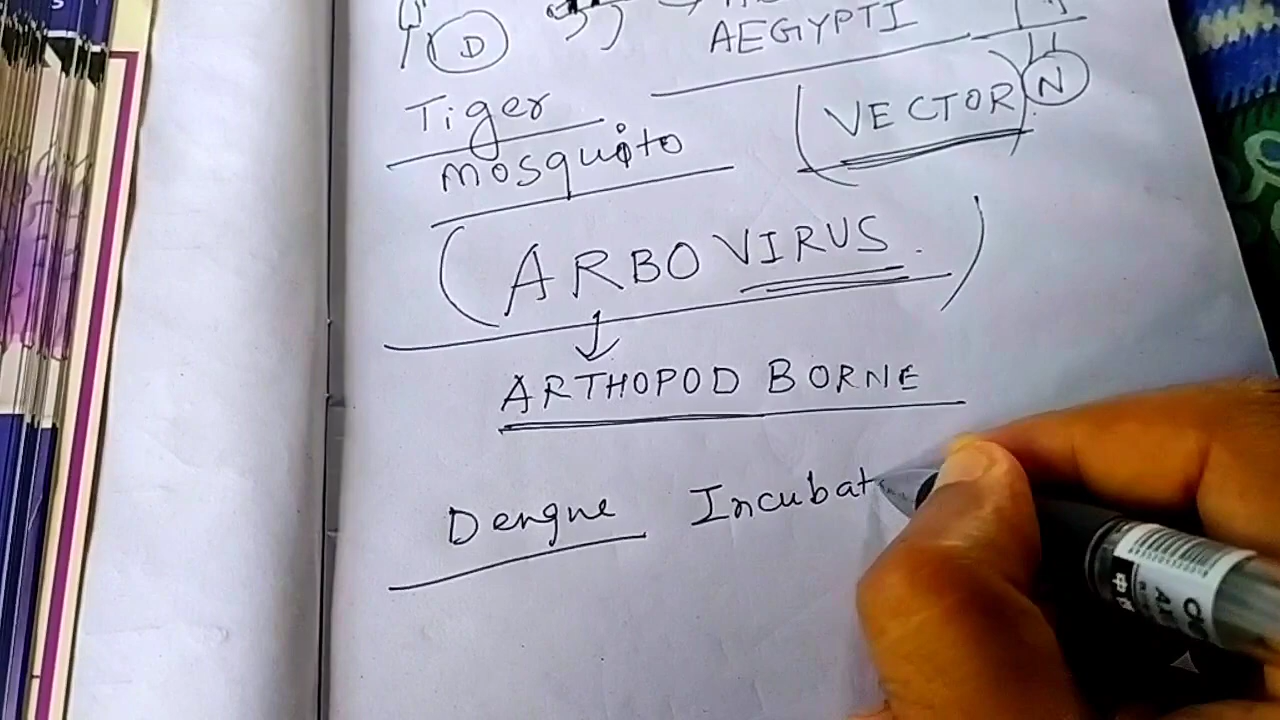 D
AEGYPTI
N
Tiger
(VECTOR)
mosquito
(ARBOVIRUS.)
ARTHOPOD BORNE
Dengue Incubat